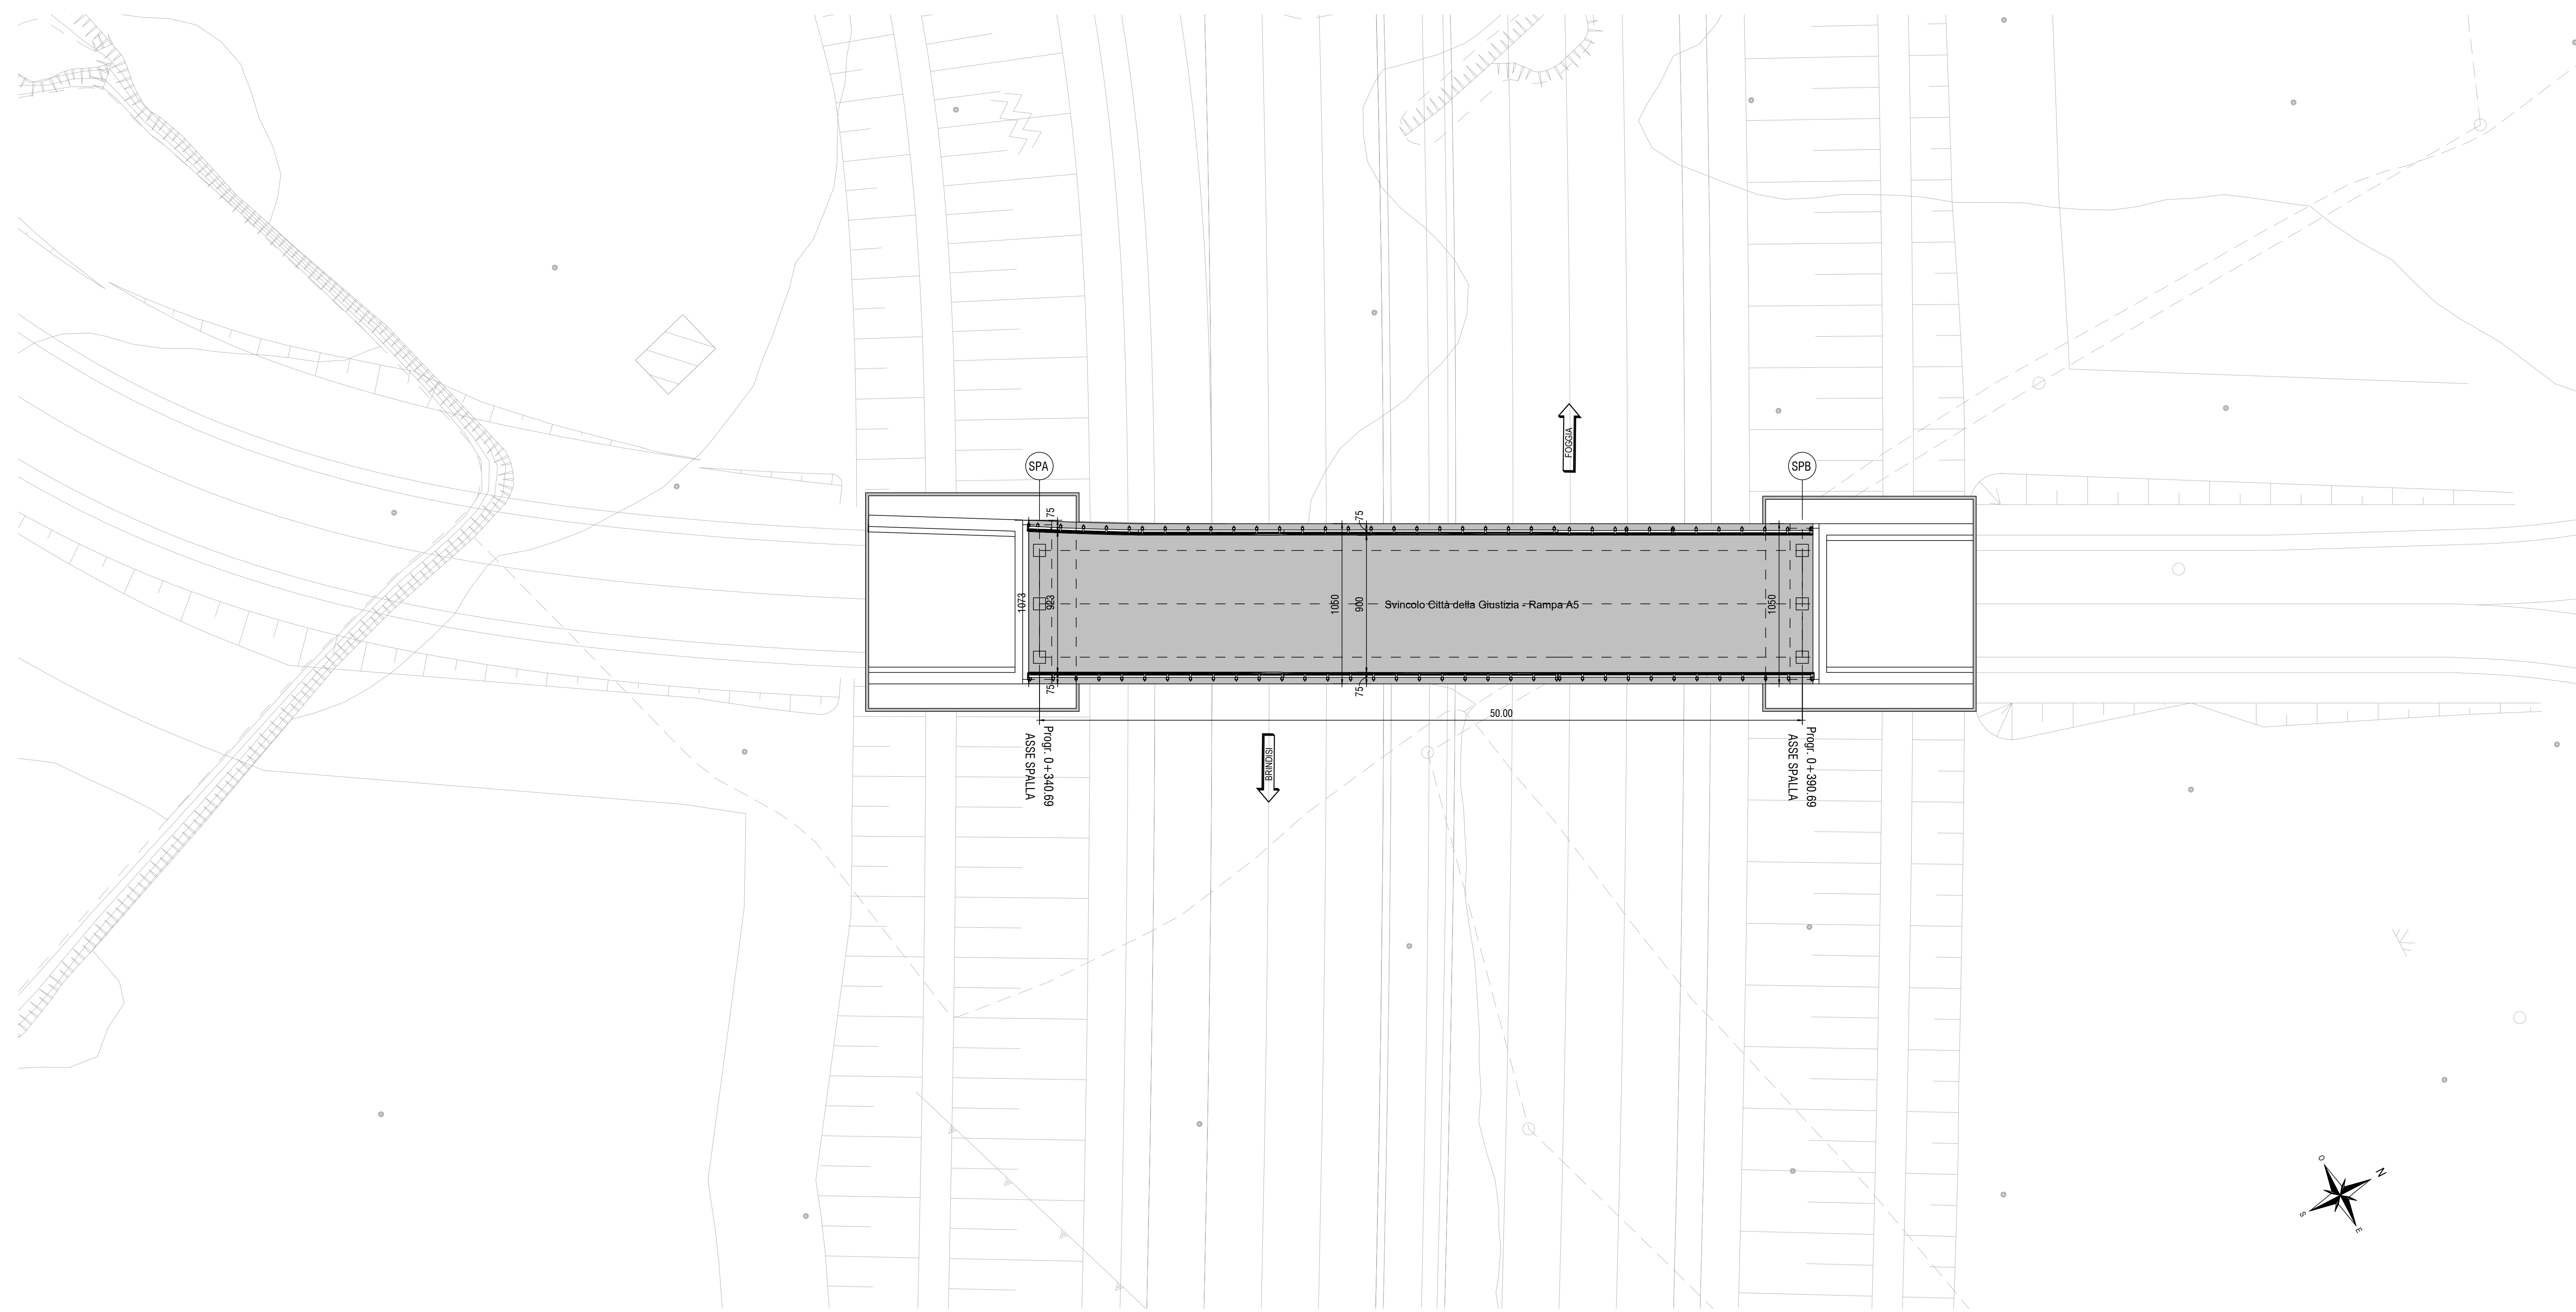 FOGGIA
SPA
SPB
75
75
1073
923
1050
900
Svincolo Città della Giustizia - Rampa A5
1050
75
75
50.00
Progr. 0+340.69
ASSE SPALLA
Progr. 0+390.69
ASSE SPALLA
BRINDISI
O
N
S
E